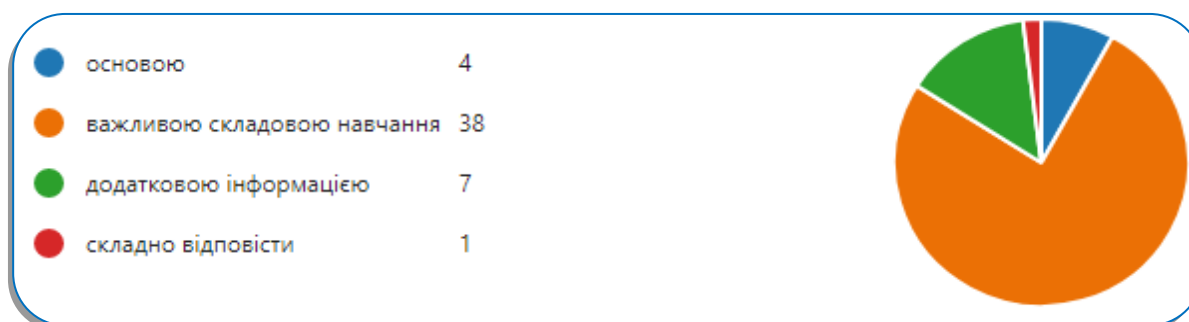 основою 4
важливою складовою навчання 38
додатковою інформацією 7
складно відповісти 1